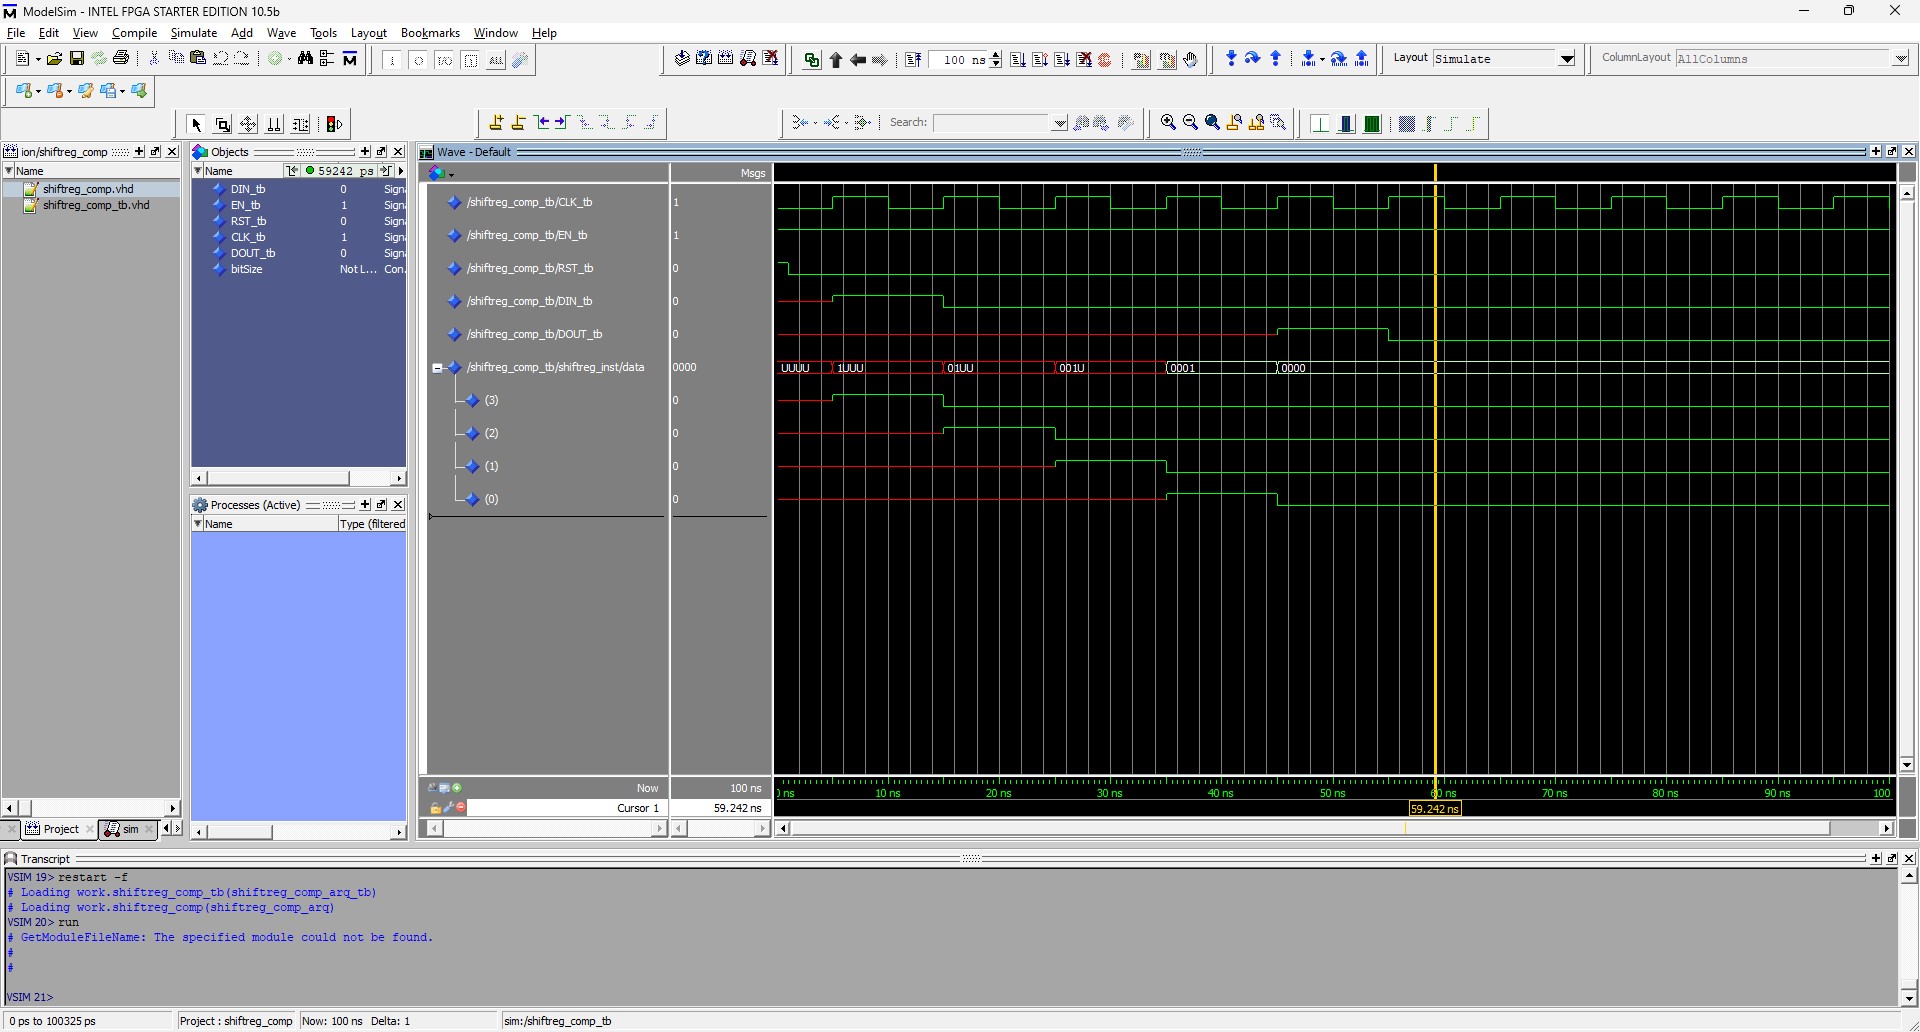 ModelSim - INTEL FPGA STARTER EDITION 10.5b
File Edit View Compile Simulate Add Wave Tools Layout Bookmarks Window Help
100 ns
Layout Simulate
ColumnLayout AllColumns
Search:
ion/shiftreg_comp
Name
shiftreg_comp.vhd
shiftreg_comp_tb.vhd
Project
sim
Objects
Name 59242 ps
DIN_tb 0 Sign
EN_tb 1 Sign
RST_tb 0 Sign
CLK_tb 1 Sign
DOUT_tb 0 Sign
bitSize Not L... Con.
Processes (Active)
Name Type (filtered
Wave - Default
Msgs
/shiftreg_comp_tb/CLK_tb 1
/shiftreg_comp_tb/EN_tb 1
/shiftreg_comp_tb/RST_tb 0
/shiftreg_comp_tb/DIN_tb 0
/shiftreg_comp_tb/DOUT_tb 0
/shiftreg_comp_tb/shiftreg_inst/data 0000 UUUU 1UUU 01UU 001U 0001 0000
(3) 0
(2) 0
(1) 0
(0) 0
Now 100 ns
ns 10 ns 20 ns 30 ns 40 ns 50 ns 60 ns 70 ns 80 ns 90 ns 100
Cursor 1 59.242 ns 59.242 ns
Transcript
VSIM 19> restart -f
# Loading work.shiftreg_comp_tb(shiftreg_comp_arq_tb)
# Loading work.shiftreg_comp(shiftreg_comp_arq)
VSIM 20> run
# GetModuleFileName: The specified module could not be found.
#
#
VSIM 21>
0 ps to 100325 ps Project : shiftreg_comp Now: 100 ns Delta: 1 sim:/shiftreg_comp_tb